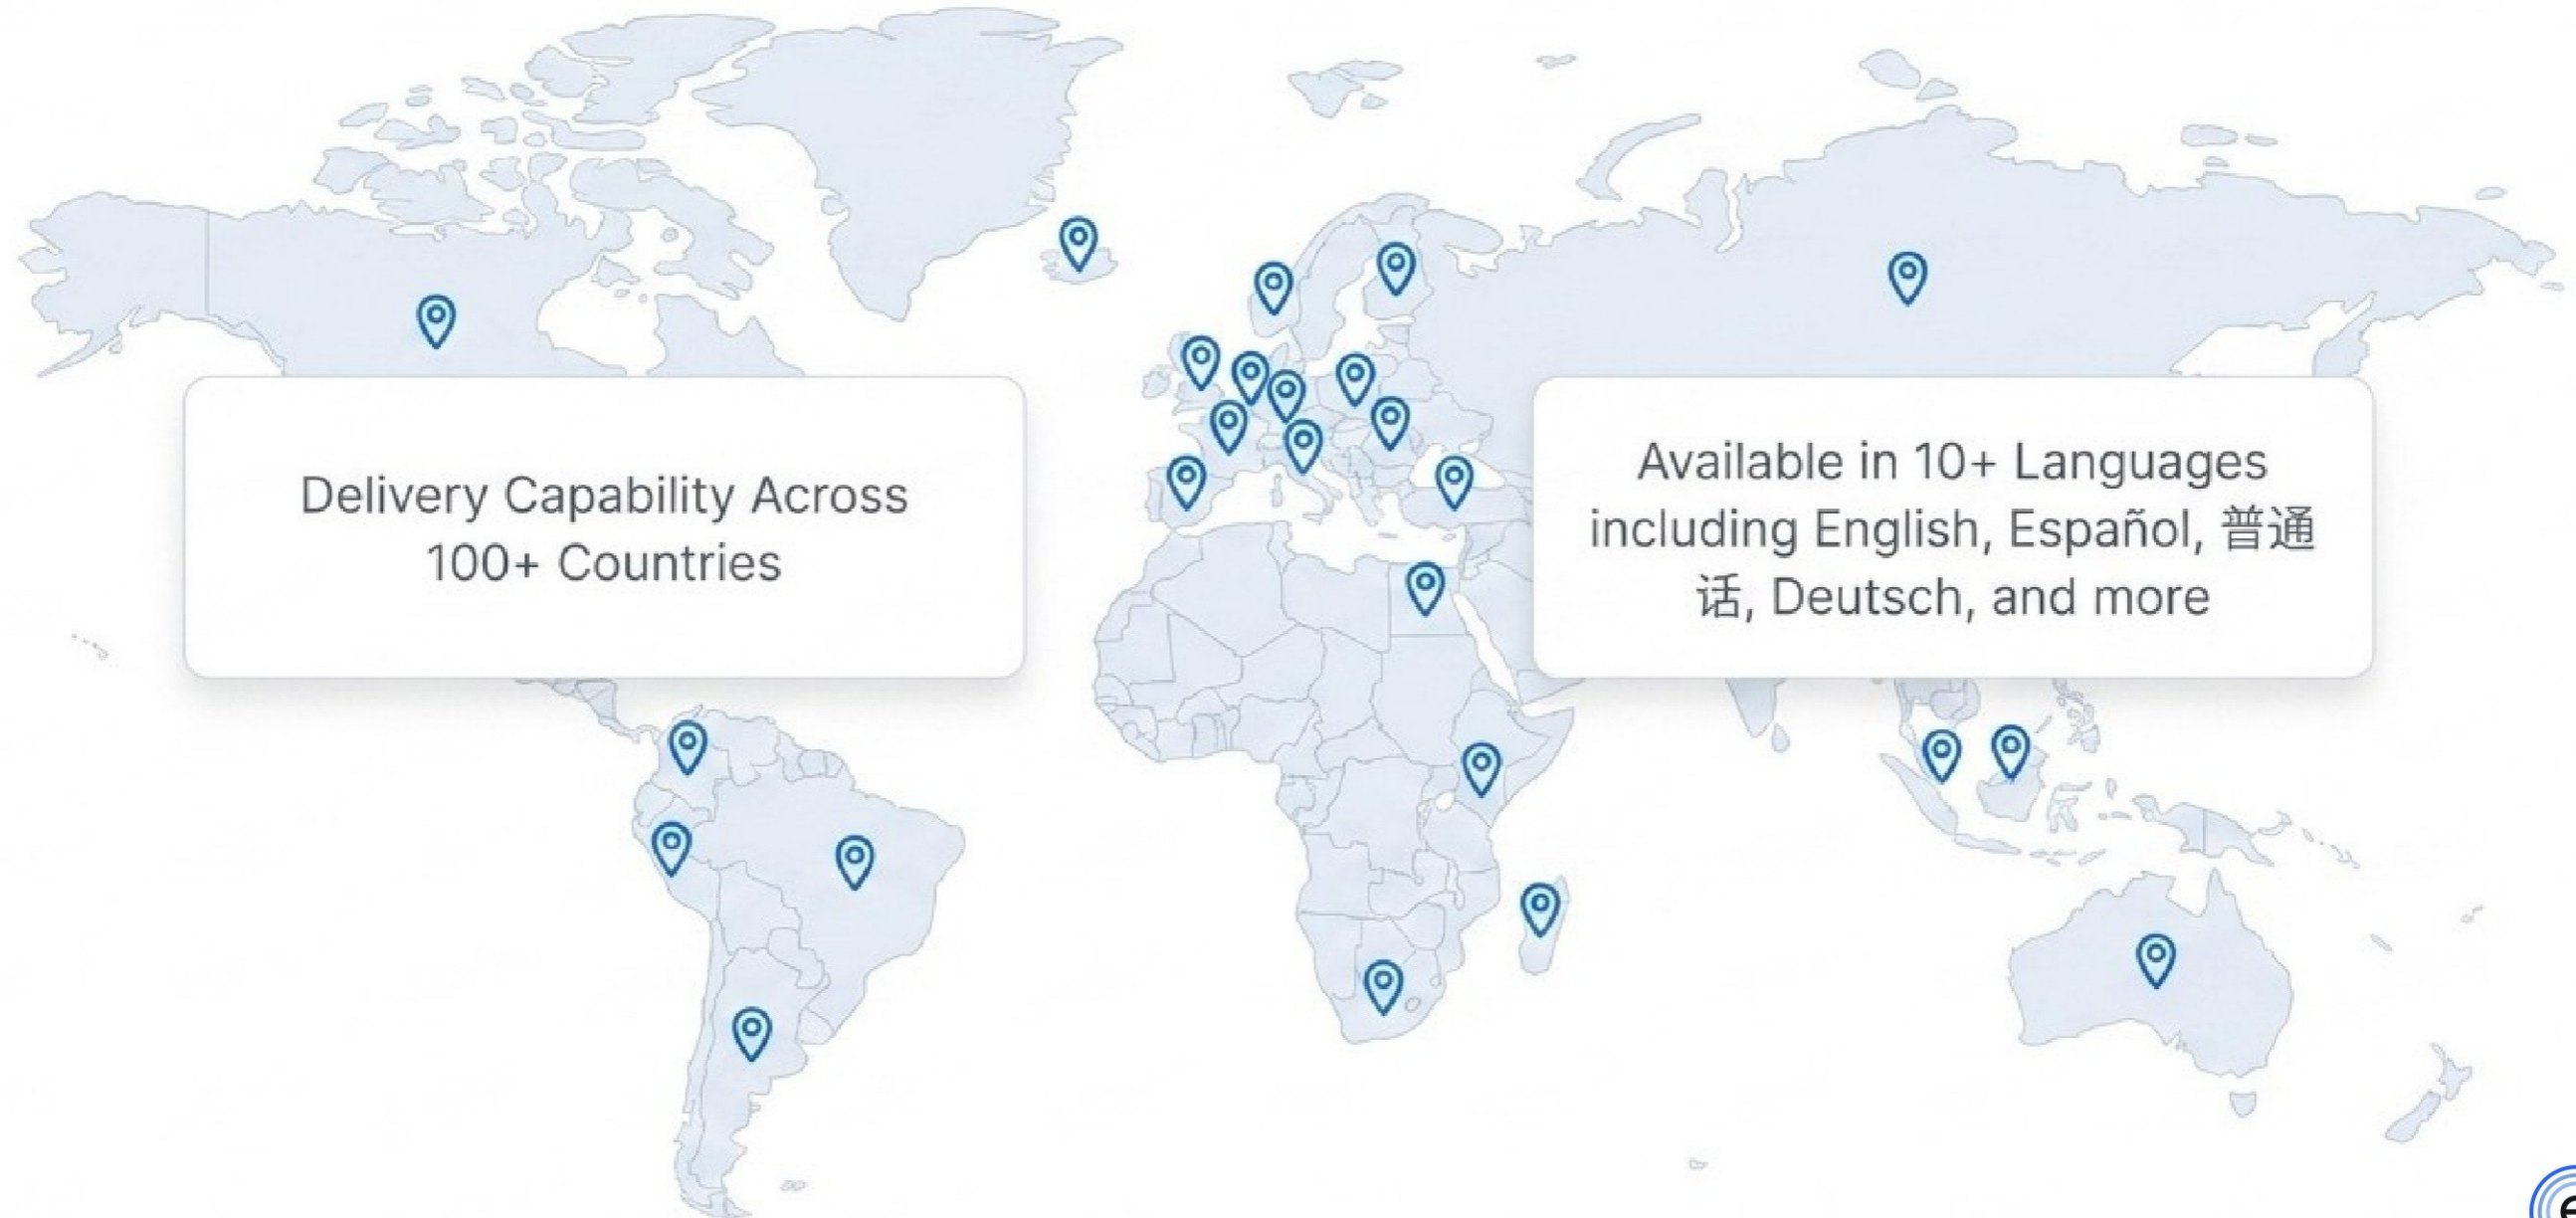 Delivery Capability Across
100+ Countries
Available in 10+ Languages
including English, Español, 普通
话, Deutsch, and more